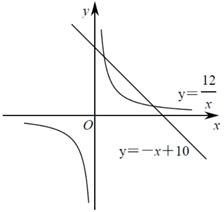 y
y = 12/x
O
x
y = −x + 10